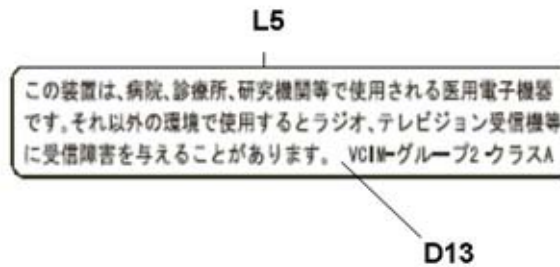 L5
この装置は、病院、診療所、研究機関等で使用される医用電子機器
です。それ以外の環境で使用するとラジオ、テレビジョン受信機等
に受信障害を与えることがあります。 VCIM-グループ2-クラスA
D13